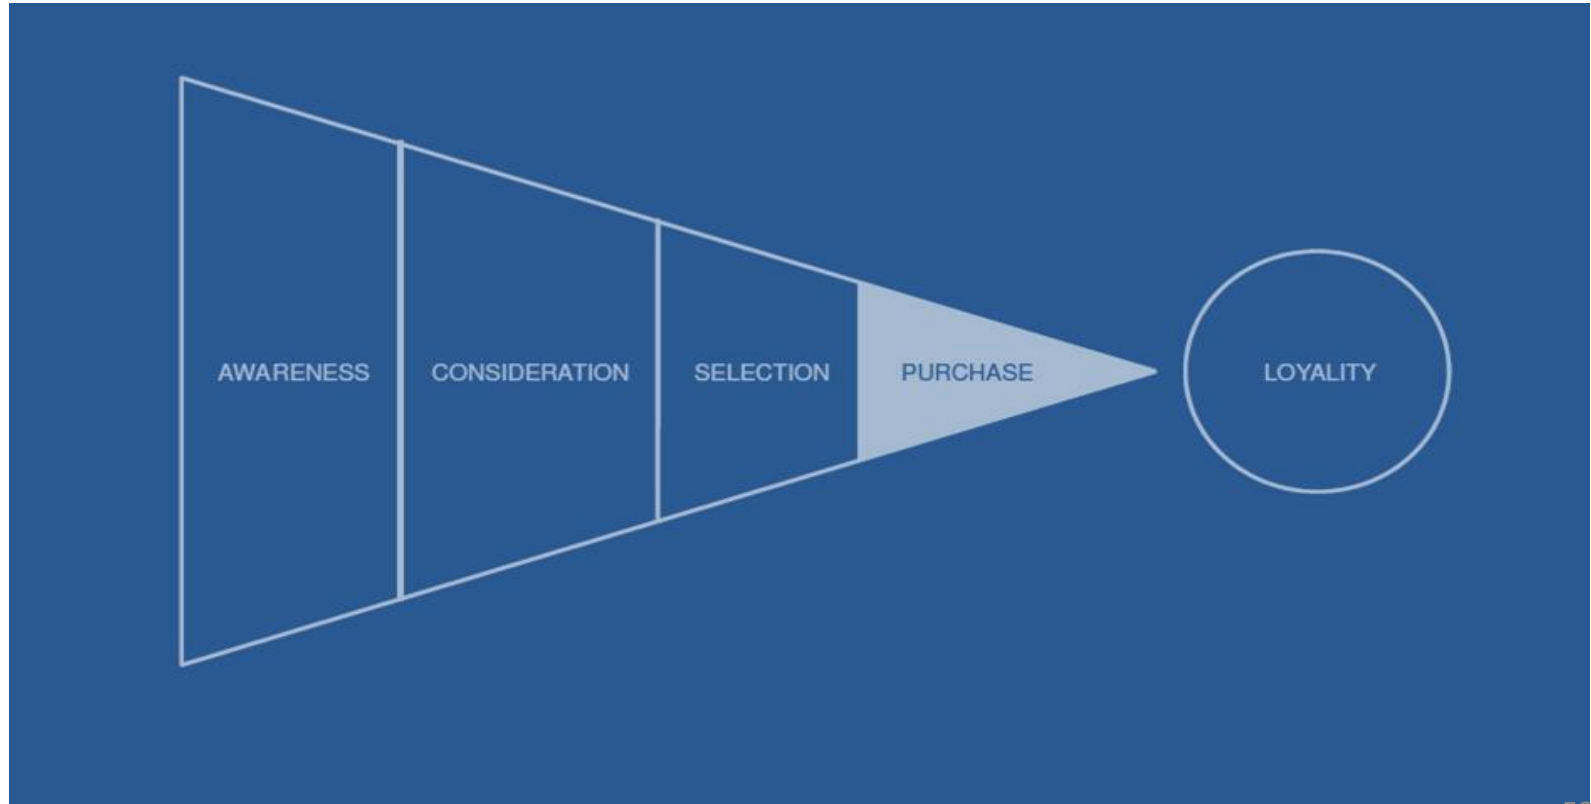 AWARENESS
CONSIDERATION
SELECTION
PURCHASE
LOYALITY